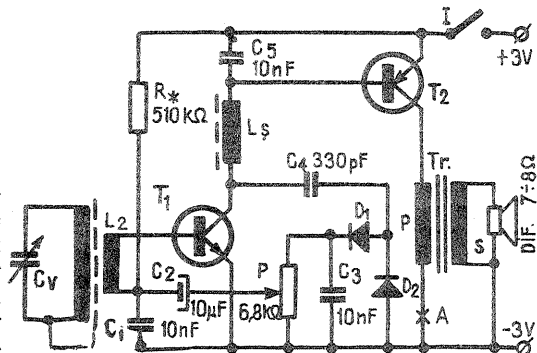 I
+3V
C5
10nF
R*
510KΩ
T2
Lş
C4 330pF
Tr.
T1
D1
P
S
DIF. 7÷8Ω
L2
P
C2
C3
D2
Cv
10μF
6,8kΩ
Ci
10nF
10nF
A
-3V